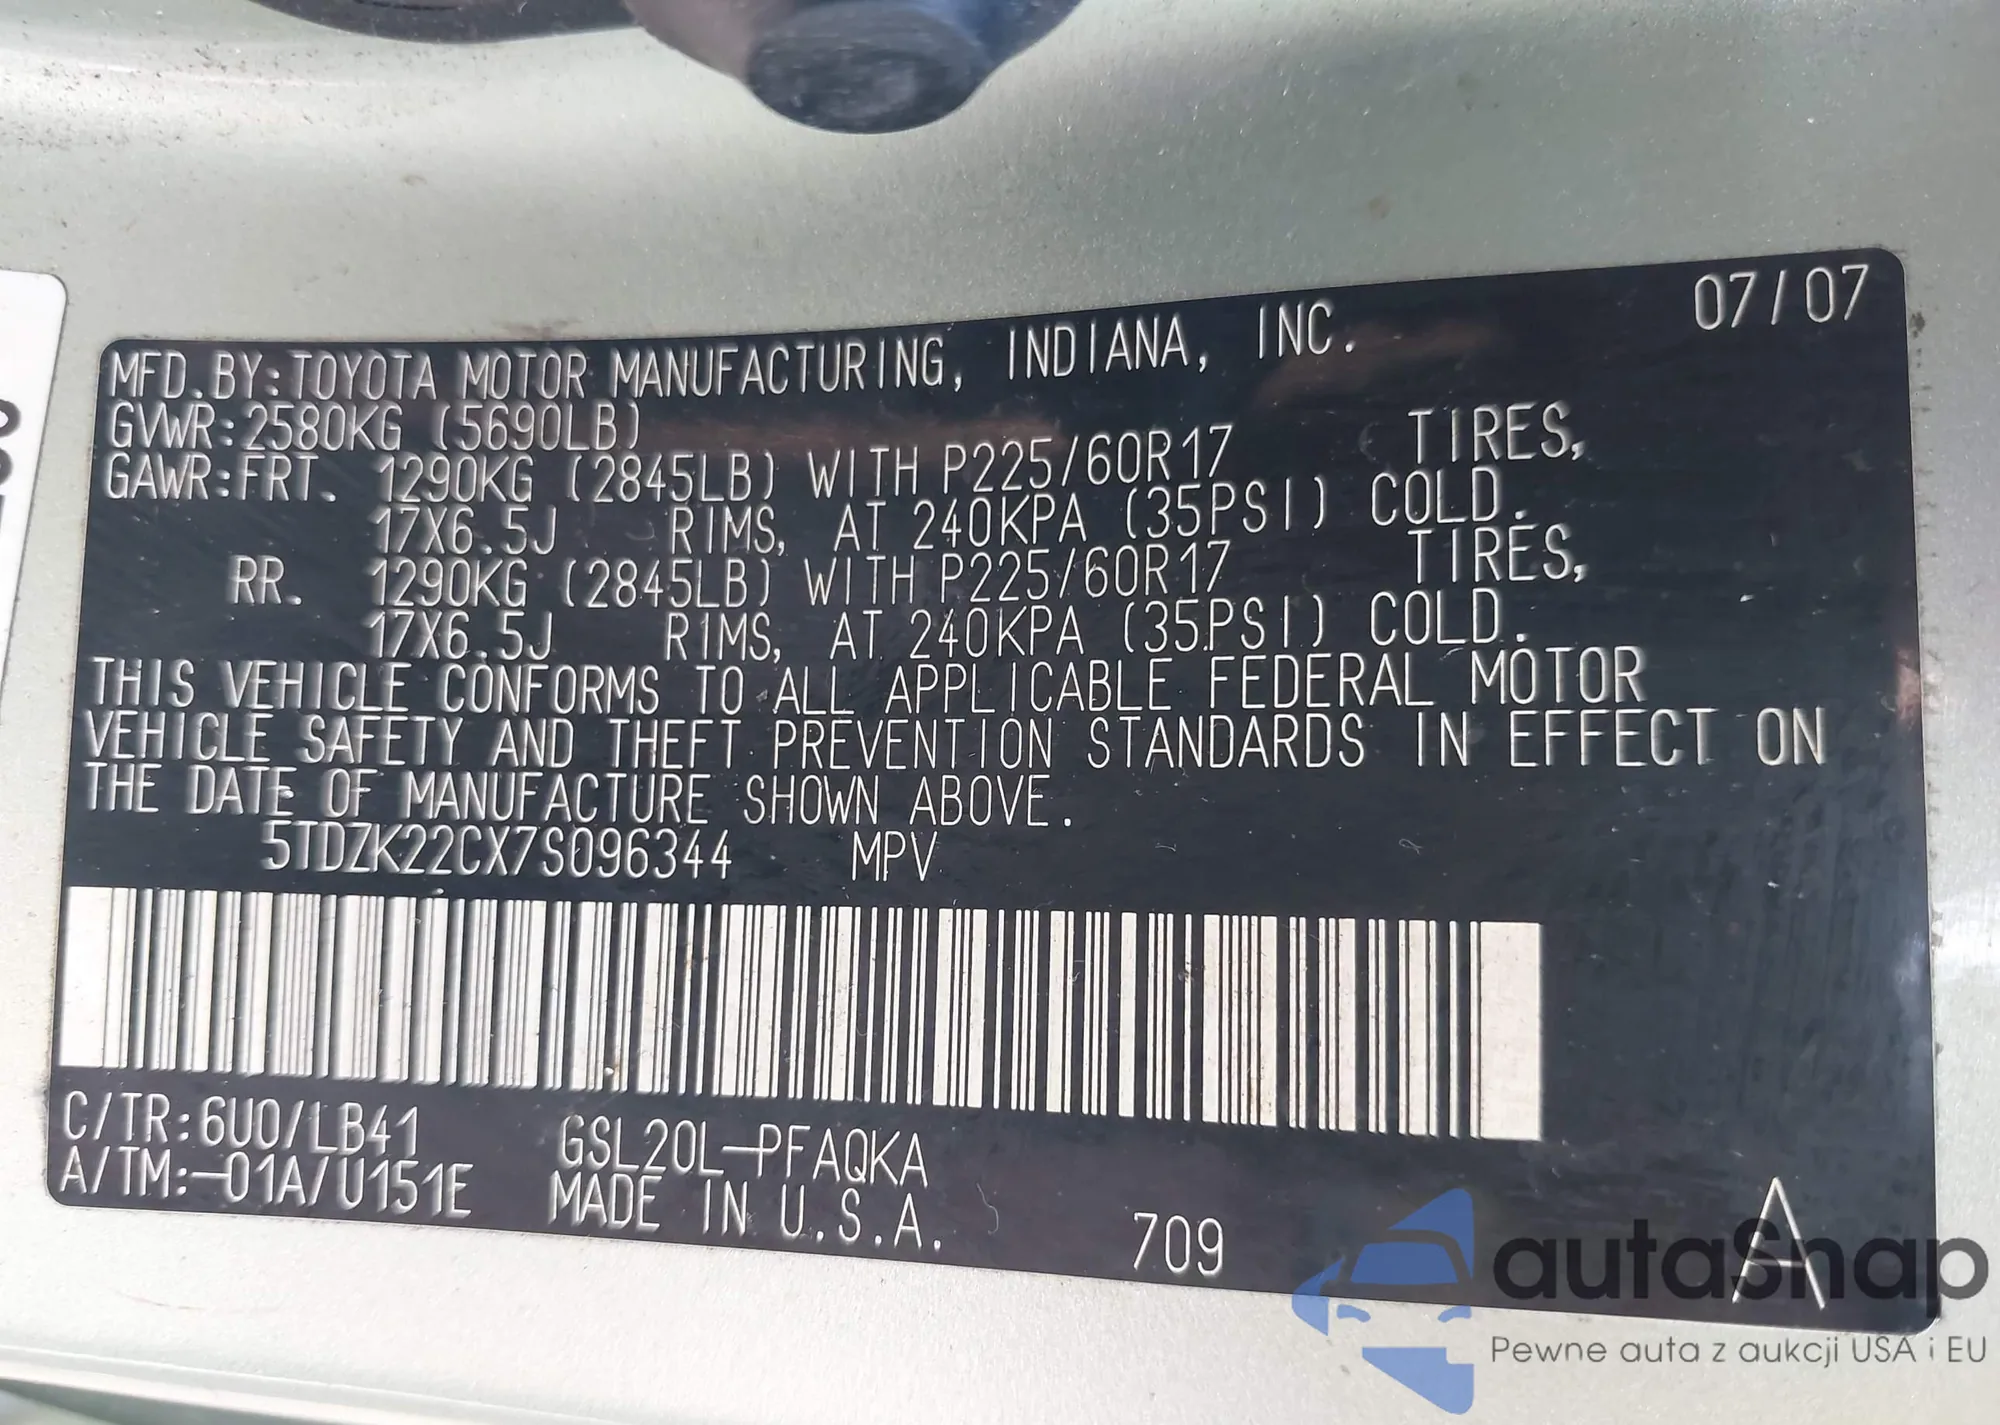 07/07
MFD.BY:TOYOTA MOTOR MANUFACTURING, INDIANA, INC.
GVWR:2580KG (5690LB)
GAWR:FRT. 1290KG (2845LB) WITH P225/60R17 TIRES,
17X6.5J RIMS, AT 240KPA (35PSI) COLD.
RR. 1290KG (2845LB) WITH P225/60R17 TIRES,
17X6.5J RIMS, AT 240KPA (35PSI) COLD.
THIS VEHICLE CONFORMS TO ALL APPLICABLE FEDERAL MOTOR
VEHICLE SAFETY AND THEFT PREVENTION STANDARDS IN EFFECT ON
THE DATE OF MANUFACTURE SHOWN ABOVE.
5TDZK22CX7S096344 MPV
C/TR:6U0/LB41 GSL20L-PFAQKA
A/TM:-01A/U151E MADE IN U.S.A.
709 A
autaSnap
Pewne auta z aukcji USA i EU